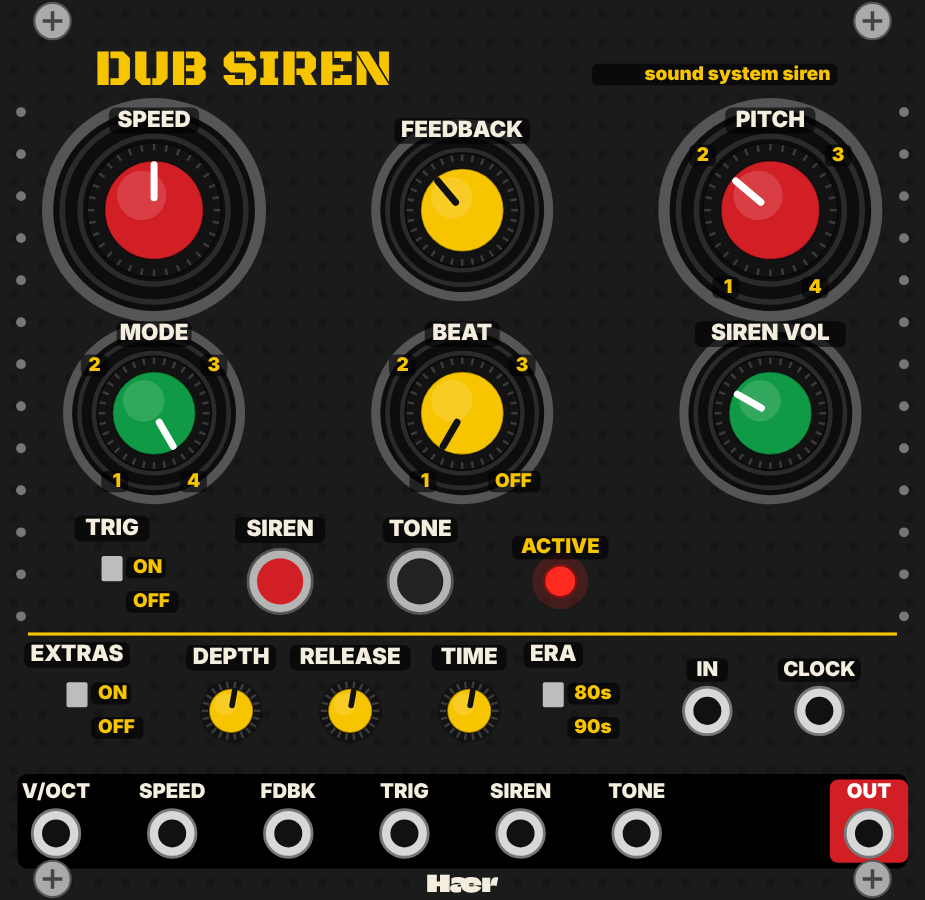 DUB SIREN
sound system siren
SPEED
FEEDBACK
PITCH
2 3
1 4
MODE
BEAT
SIREN VOL
2 3
2 3
1 4
1 OFF
TRIG
SIREN
TONE
ACTIVE
ON
OFF
EXTRAS
DEPTH
RELEASE
TIME
ERA
IN
CLOCK
ON
OFF
80s
90s
V/OCT
SPEED
FDBK
TRIG
SIREN
TONE
OUT
Hær